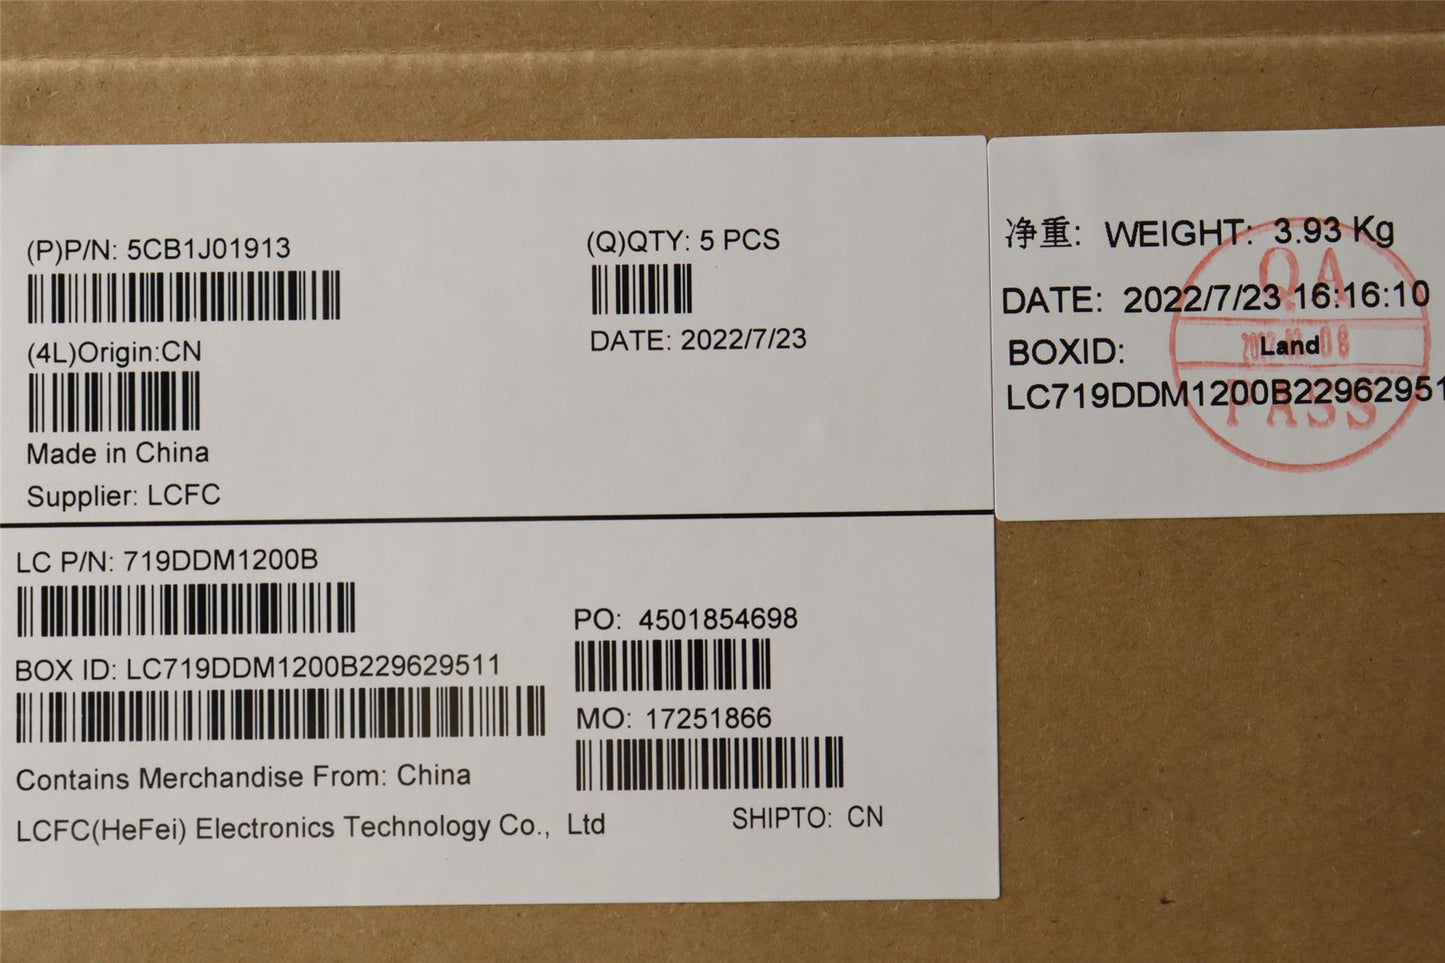 (P)P/N: 5CB1J01913
(Q)QTY: 5 PCS
DATE: 2022/7/23
(4L)Origin:CN
Made in China
Supplier: LCFC
LC P/N: 719DDM1200B
BOX ID: LC719DDM1200B229629511
PO: 4501854698
MO: 17251866
Contains Merchandise From: China
LCFC(HeFei) Electronics Technology Co., Ltd
SHIPTO: CN
净重: WEIGHT: 3.93 Kg
DATE: 2022/7/23 16:16:10
BOXID: Land
LC719DDM1200B22962951
QA
PASS